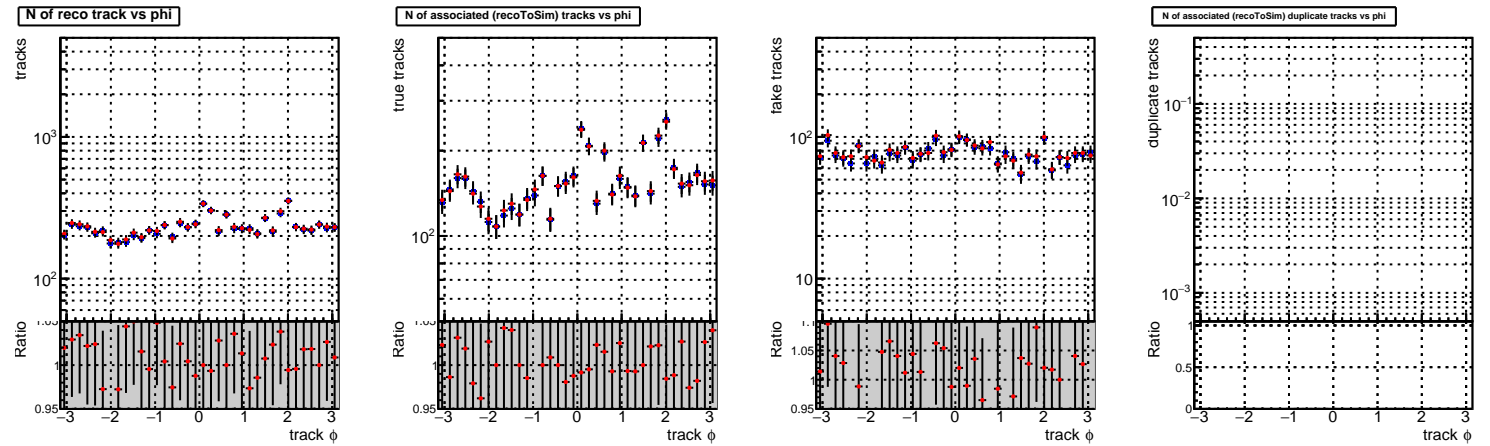 N of reco track vs phi
tracks
10³
10²
Ratio
1
0.95
−3 −2 −1 0 1 2 3
track ϕ
N of associated (recoToSim) tracks vs phi
true tracks
10²
Ratio
1
0.95
−3 −2 −1 0 1 2 3
track ϕ
fake tracks
10²
10
Ratio
1.1
1.05
1
0.95
−3 −2 −1 0 1 2 3
track ϕ
N of associated (recoToSim) duplicate tracks vs phi
duplicate tracks
10⁻¹
10⁻²
10⁻³
Ratio
1
0.5
0
−3 −2 −1 0 1 2 3
track ϕ